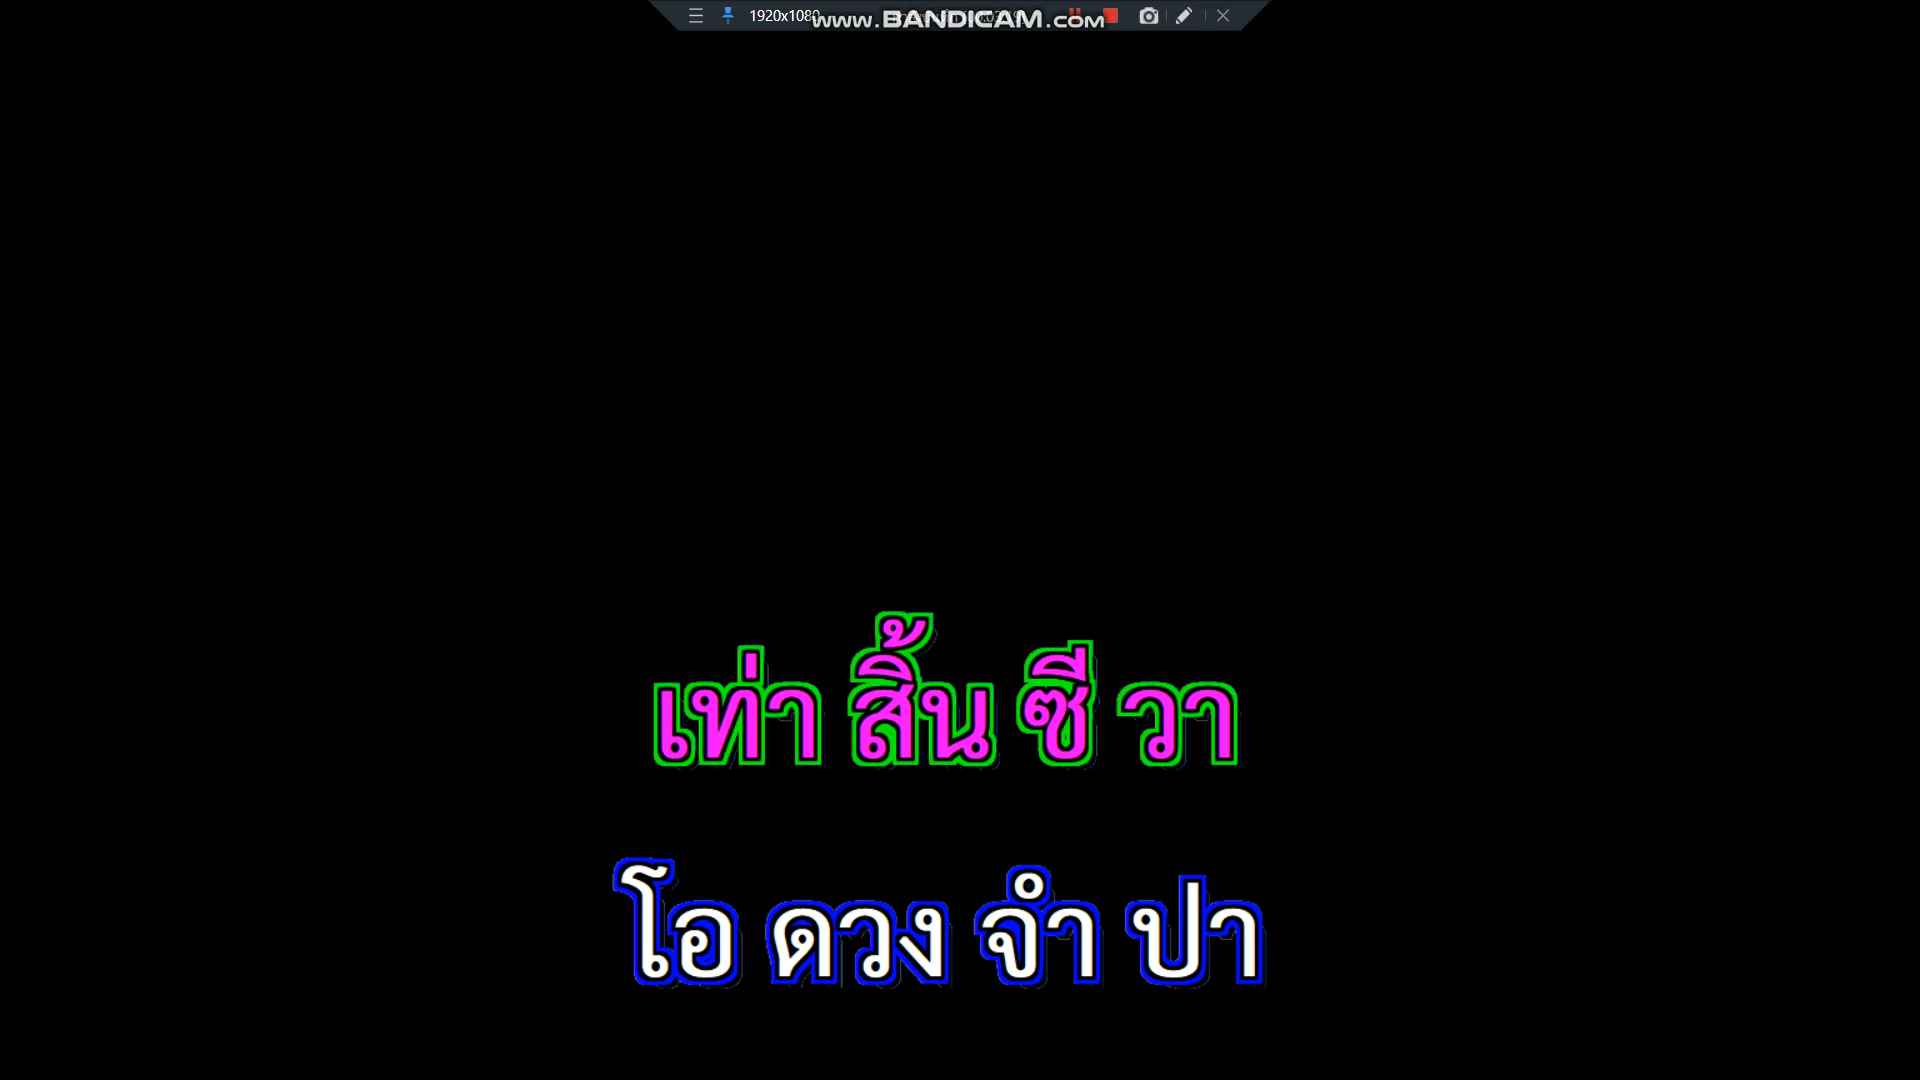 1920x1080
www.BANDICAM.com
เท่า สิ้น ซี วา
โอ ดวง จำ ปา